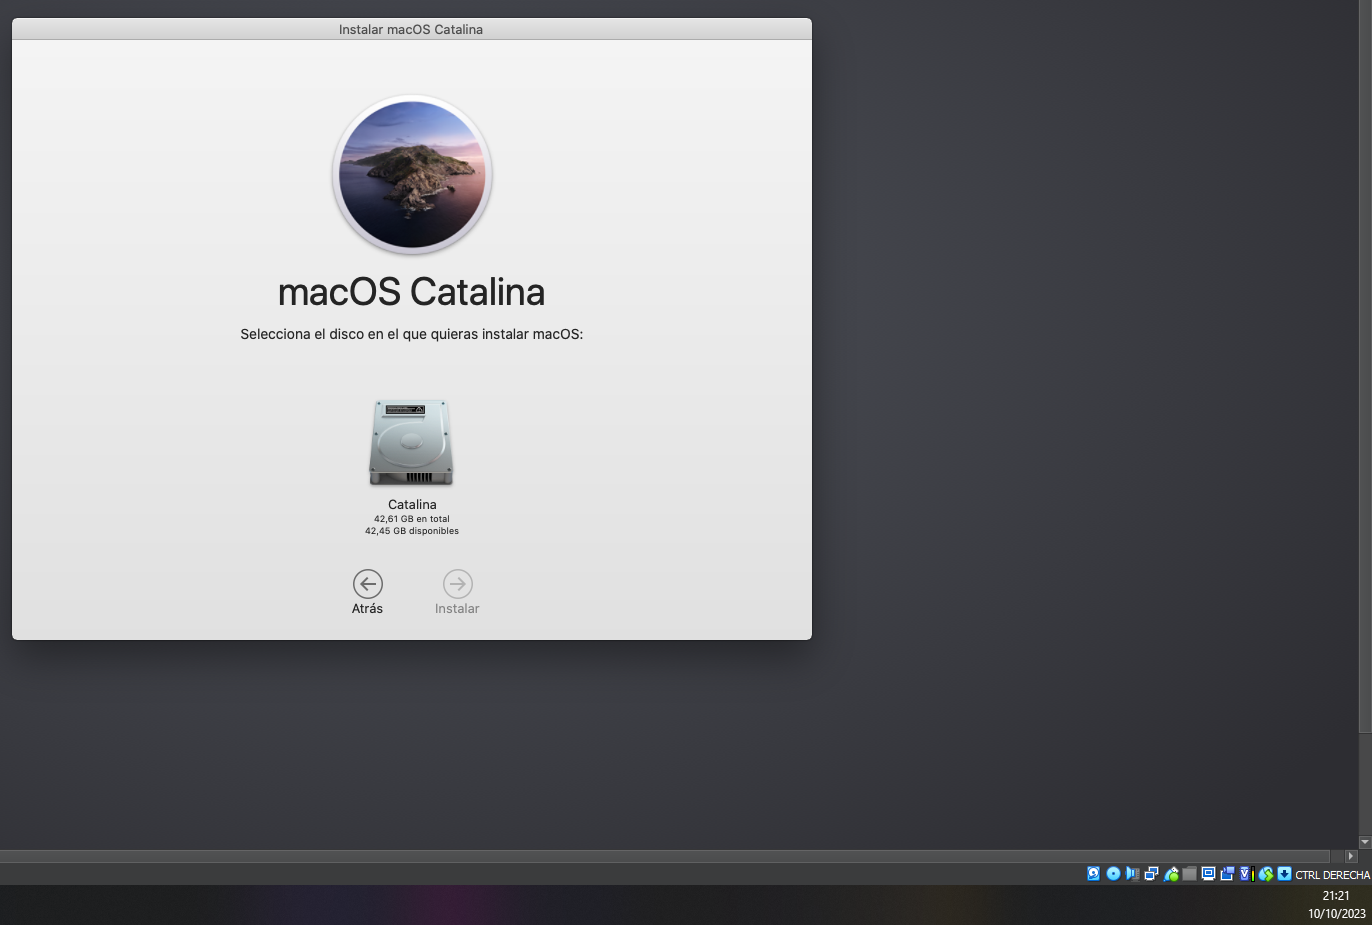 Instalar macOS Catalina
macOS Catalina
Selecciona el disco en el que quieras instalar macOS:
Catalina
42,61 GB en total
42,45 GB disponibles
Atrás
Instalar
CTRL DERECHA
21:21
10/10/2023